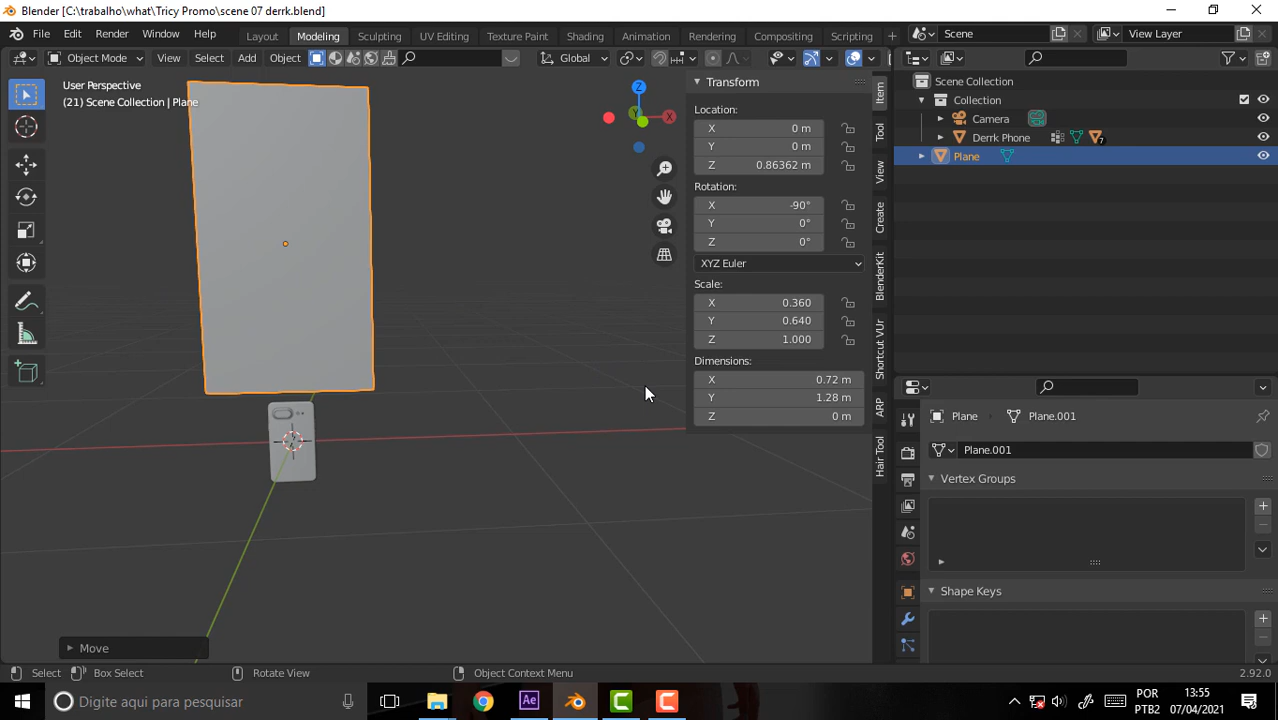 Blender [C:\trabalho\what\Tricy Promo\scene 07 derrk.blend]
File Edit Render Window Help Layout Modeling Sculpting UV Editing Texture Paint Shading Animation Rendering Compositing Scripting + Scene View Layer
Object Mode View Select Add Object Global
User Perspective
(21) Scene Collection | Plane
Z
X
Y
Transform
Location:
X 0 m
Y 0 m
Z 0.86362 m
Rotation:
X -90°
Y 0°
Z 0°
XYZ Euler
Scale:
X 0.360
Y 0.640
Z 1.000
Dimensions:
X 0.72 m
Y 1.28 m
Z 0 m
Item
Tool
View
Create
BlenderKit
Shortcut VUr
ARP
Hair Tool
Scene Collection
Collection
Camera
Derrk Phone 7
Plane
Plane Plane.001
Plane.001
Vertex Groups
Shape Keys
Move
Select Box Select Rotate View Object Context Menu 2.92.0
Digite aqui para pesquisar
Ae
C C
POR
PTB2
13:55
07/04/2021